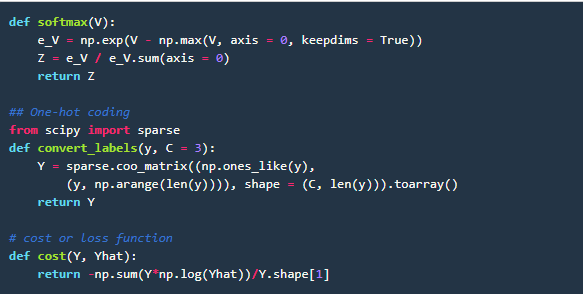 def softmax(V):
    e_V = np.exp(V - np.max(V, axis = 0, keepdims = True))
    Z = e_V / e_V.sum(axis = 0)
    return Z
## One-hot coding
from scipy import sparse
def convert_labels(y, C = 3):
    Y = sparse.coo_matrix((np.ones_like(y),
        (y, np.arange(len(y)))), shape = (C, len(y))).toarray()
    return Y
# cost or loss function
def cost(Y, Yhat):
    return -np.sum(Y*np.log(Yhat))/Y.shape[1]